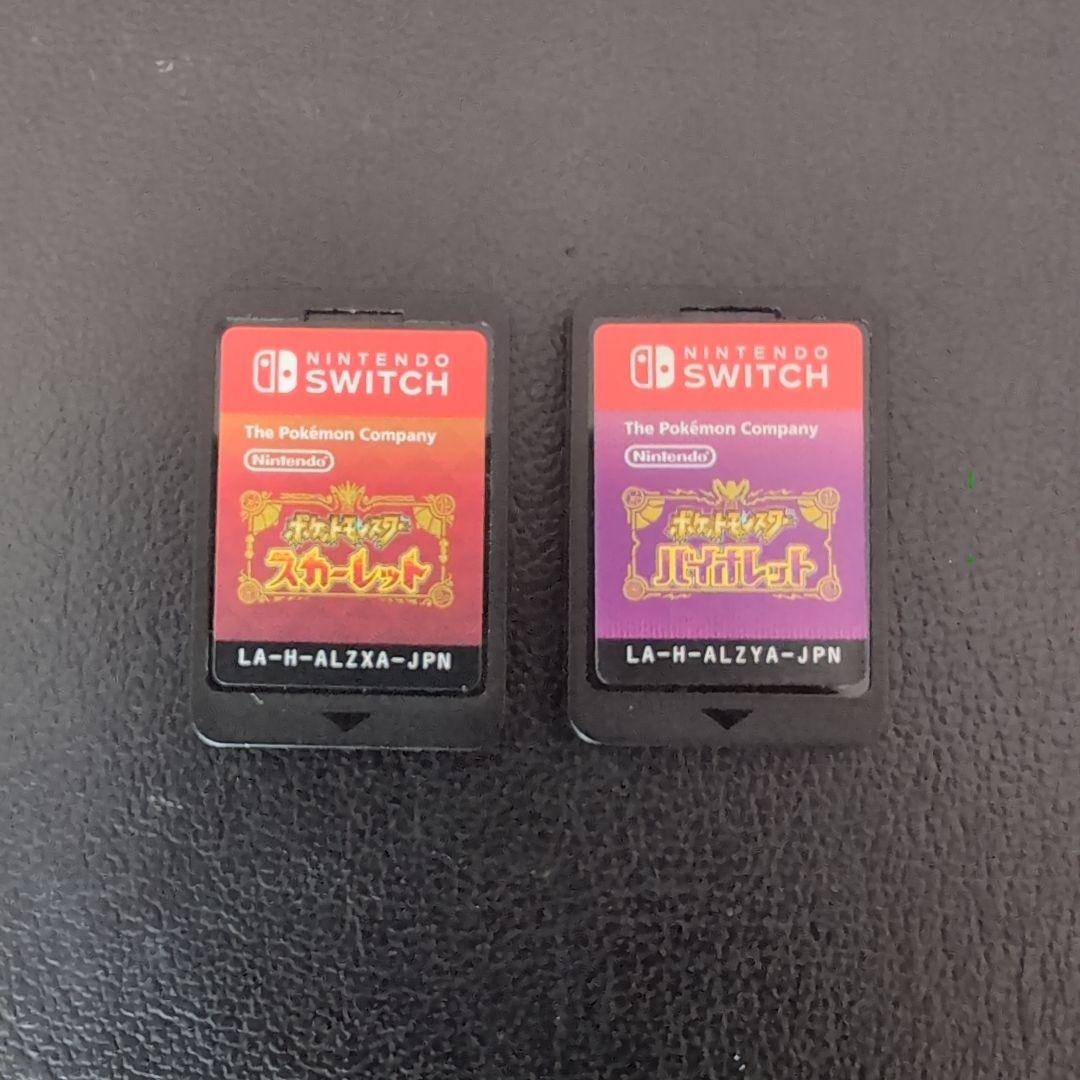 NINTENDO
SWITCH
The Pokémon Company
Nintendo
ポケットモンスター
スカーレット
LA-H-ALZXA-JPN
NINTENDO
SWITCH
The Pokémon Company
Nintendo
ポケットモンスター
バイオレット
LA-H-ALZYA-JPN